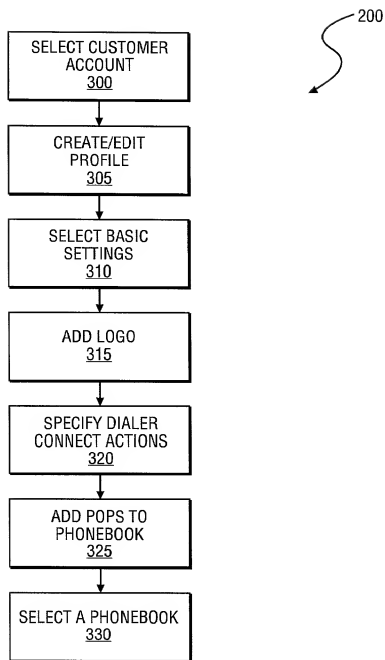 200
SELECT CUSTOMER
ACCOUNT
300
CREATE/EDIT
PROFILE
305
SELECT BASIC
SETTINGS
310
ADD LOGO
315
SPECIFY DIALER
CONNECT ACTIONS
320
ADD POPS TO
PHONEBOOK
325
SELECT A PHONEBOOK
330